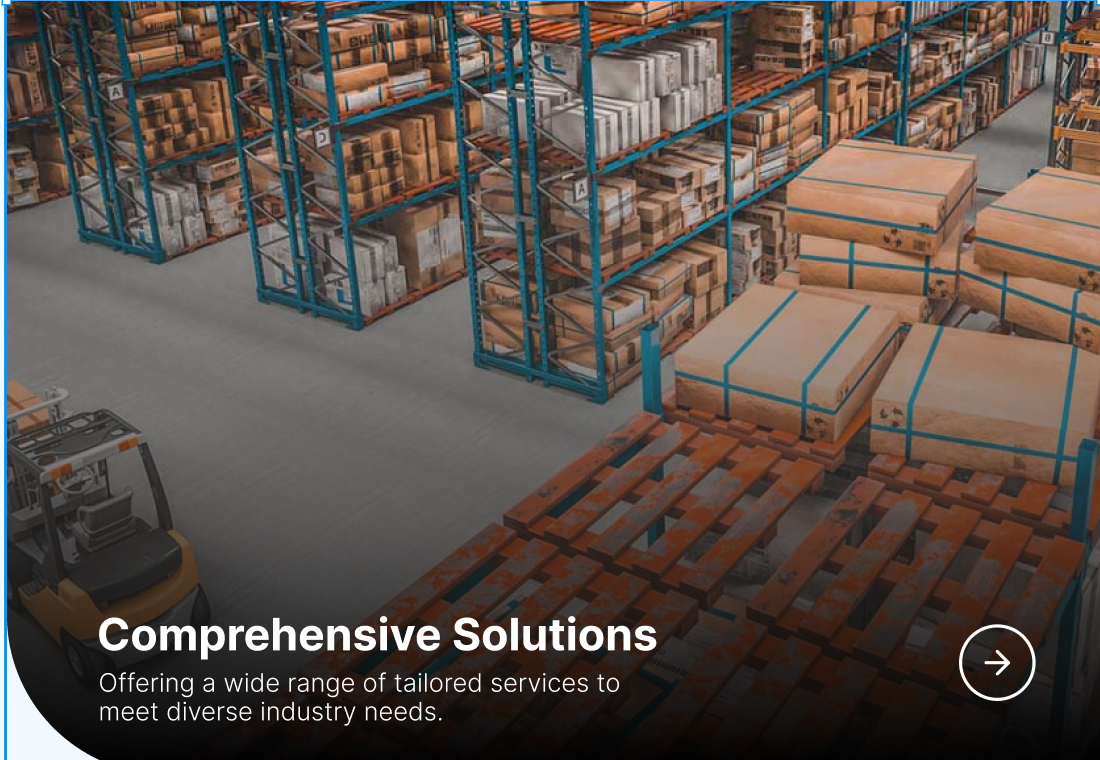 A
C
A
B
Comprehensive Solutions
Offering a wide range of tailored services to
meet diverse industry needs.